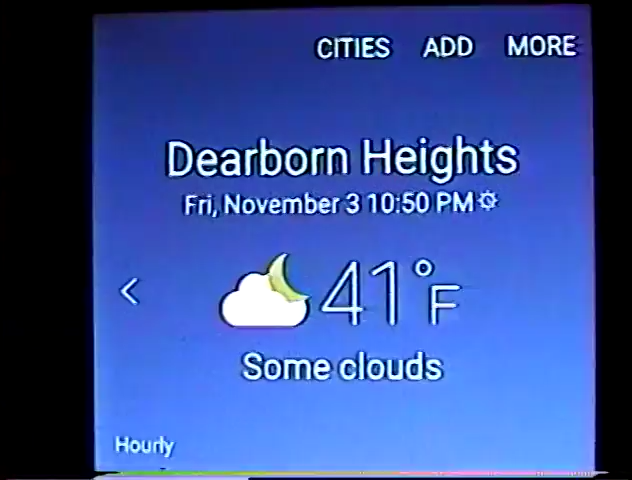 CITIES ADD MORE
Dearborn Heights
Fri, November 3 10:50 PM
41°F
Some clouds
Hourly